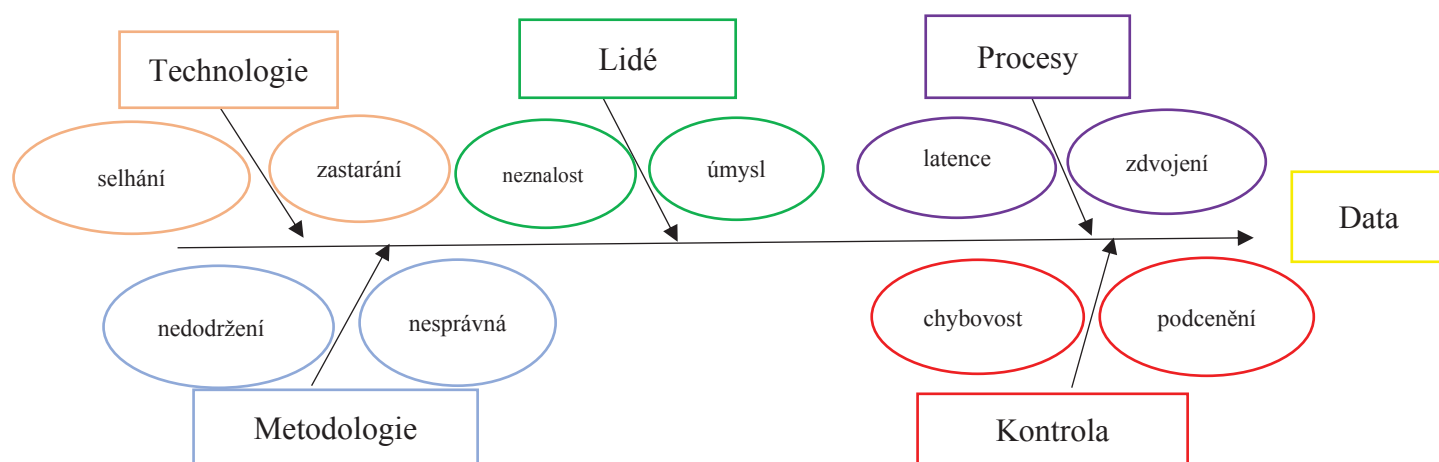 Technologie
Lidé
Procesy
selhání
zastarání
neznalost
úmysl
latence
zdvojení
Data
nedodržení
nesprávná
chybovost
podcenění
Metodologie
Kontrola